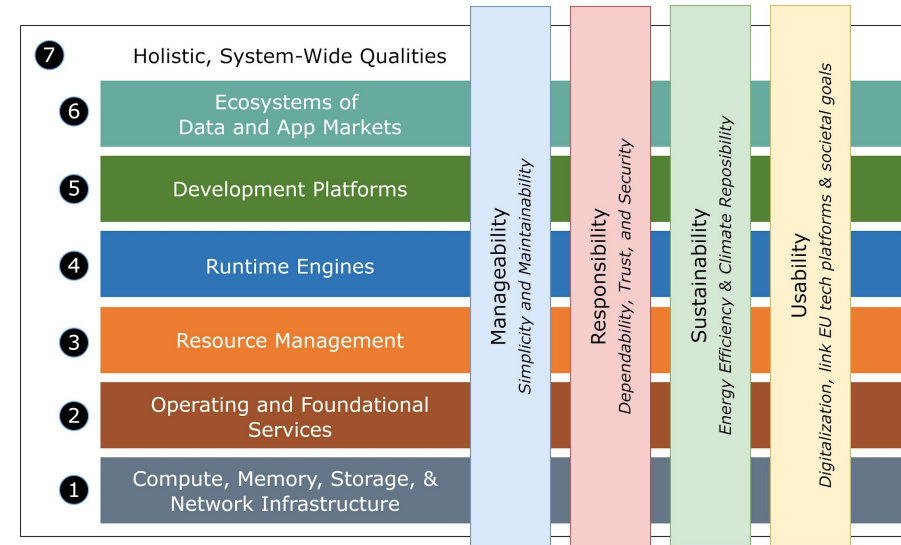 7
Holistic, System-Wide Qualities
6
Ecosystems of
Data and App Markets
5
Development Platforms
4
Runtime Engines
3
Resource Management
2
Operating and Foundational
Services
1
Compute, Memory, Storage, &
Network Infrastructure
Manageability
Simplicity and Maintainability
Responsibility
Dependability, Trust, and Security
Sustainability
Energy Efficiency & Climate Reposibility
Usability
Digitalization, link EU tech platforms & societal goals